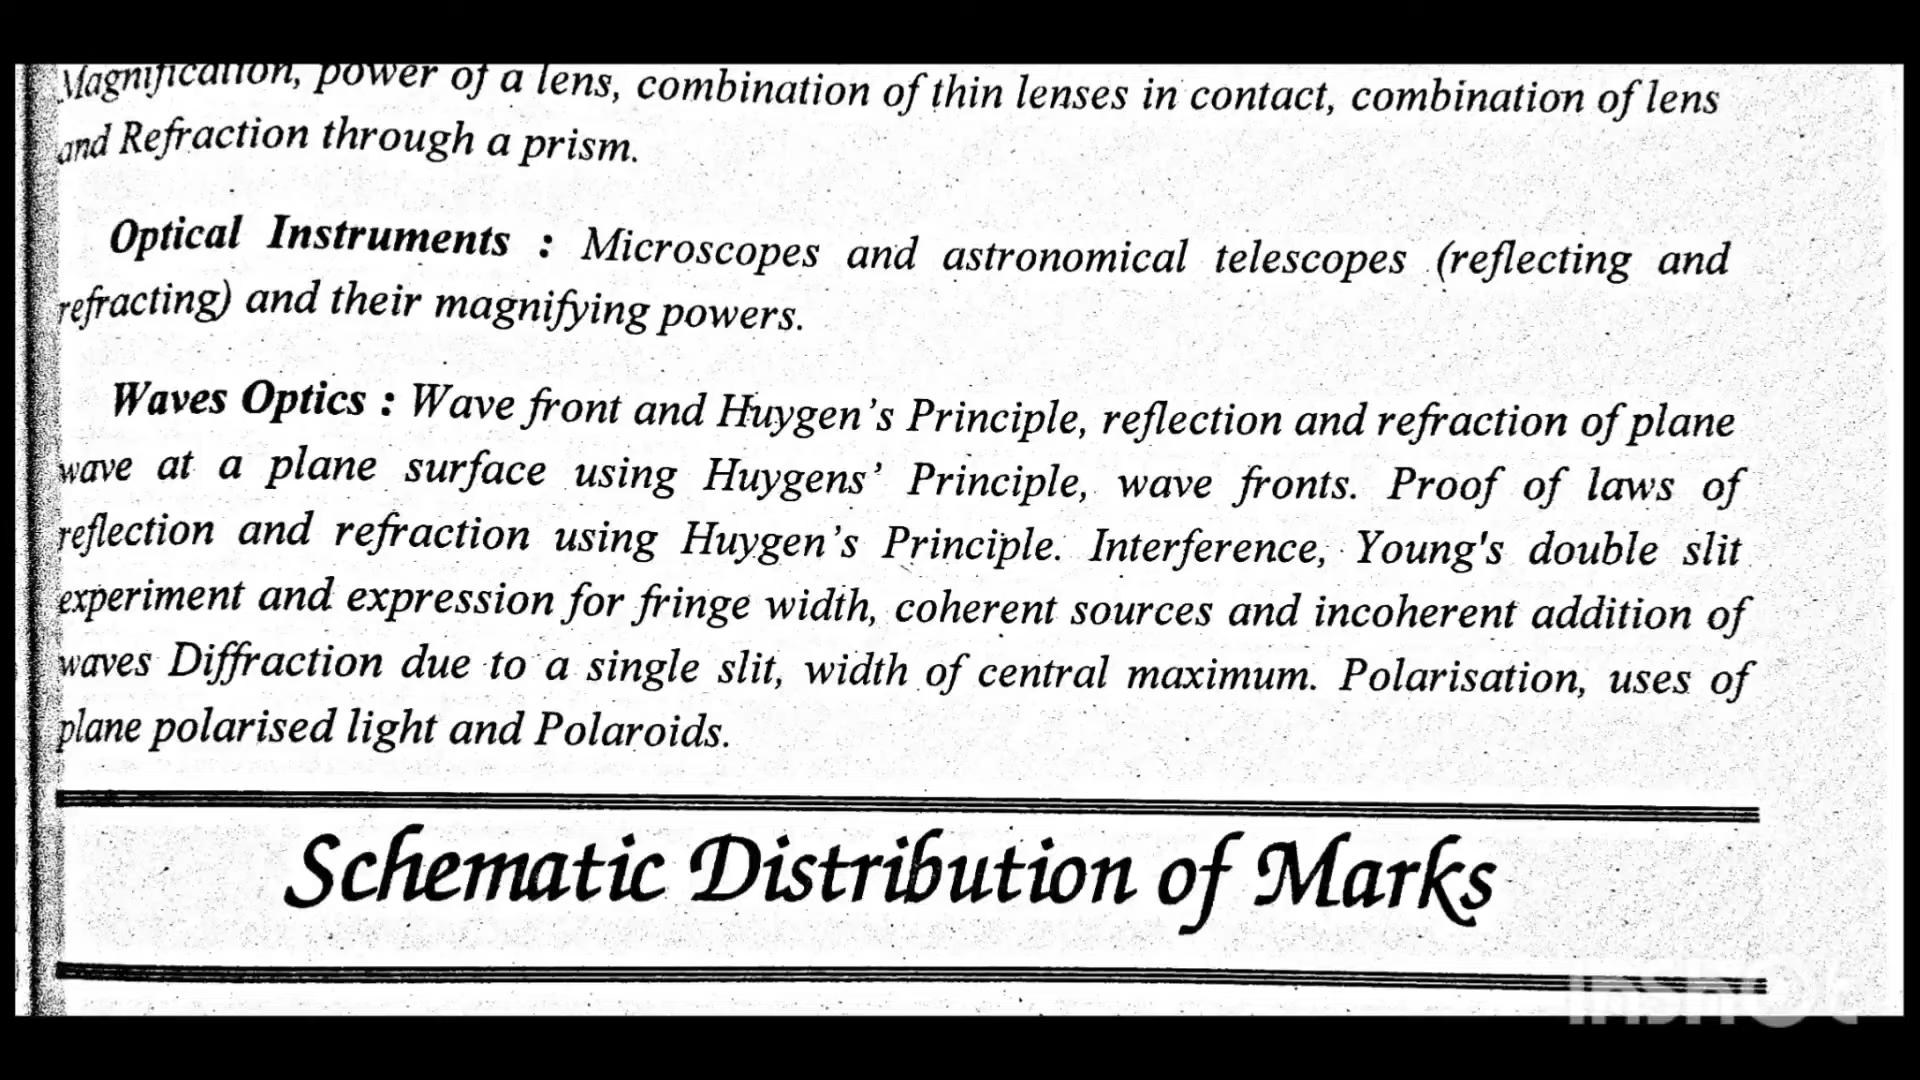 Magnification, power of a lens, combination of thin lenses in contact, combination of lens
and Refraction through a prism.
Optical Instruments : Microscopes and astronomical telescopes (reflecting and
refracting) and their magnifying powers.
Waves Optics : Wave front and Huygen's Principle, reflection and refraction of plane
wave at a plane surface using Huygens' Principle, wave fronts. Proof of laws of
reflection and refraction using Huygen's Principle. Interference, Young's double slit
experiment and expression for fringe width, coherent sources and incoherent addition of
waves Diffraction due to a single slit, width of central maximum. Polarisation, uses of
plane polarised light and Polaroids.
Schematic Distribution of Marks
InShOt